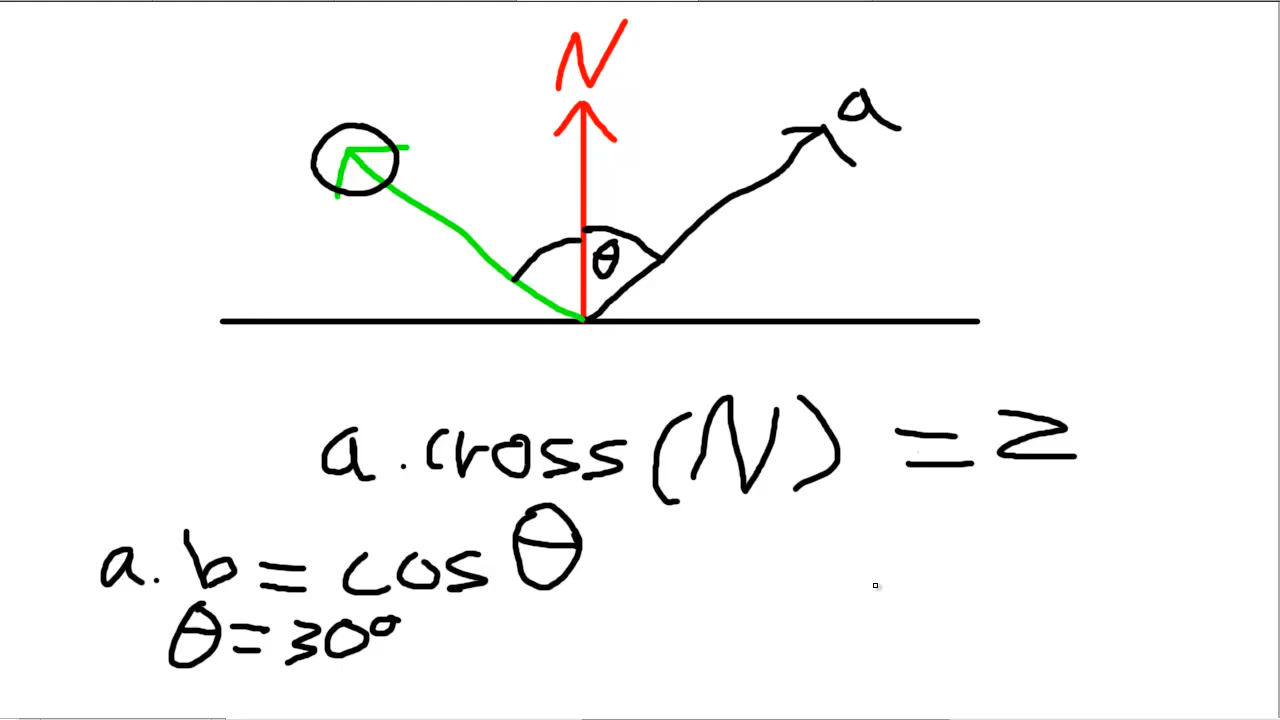 N
a
θ
a.cross(N) = Z
a.b = cos θ
θ = 30°